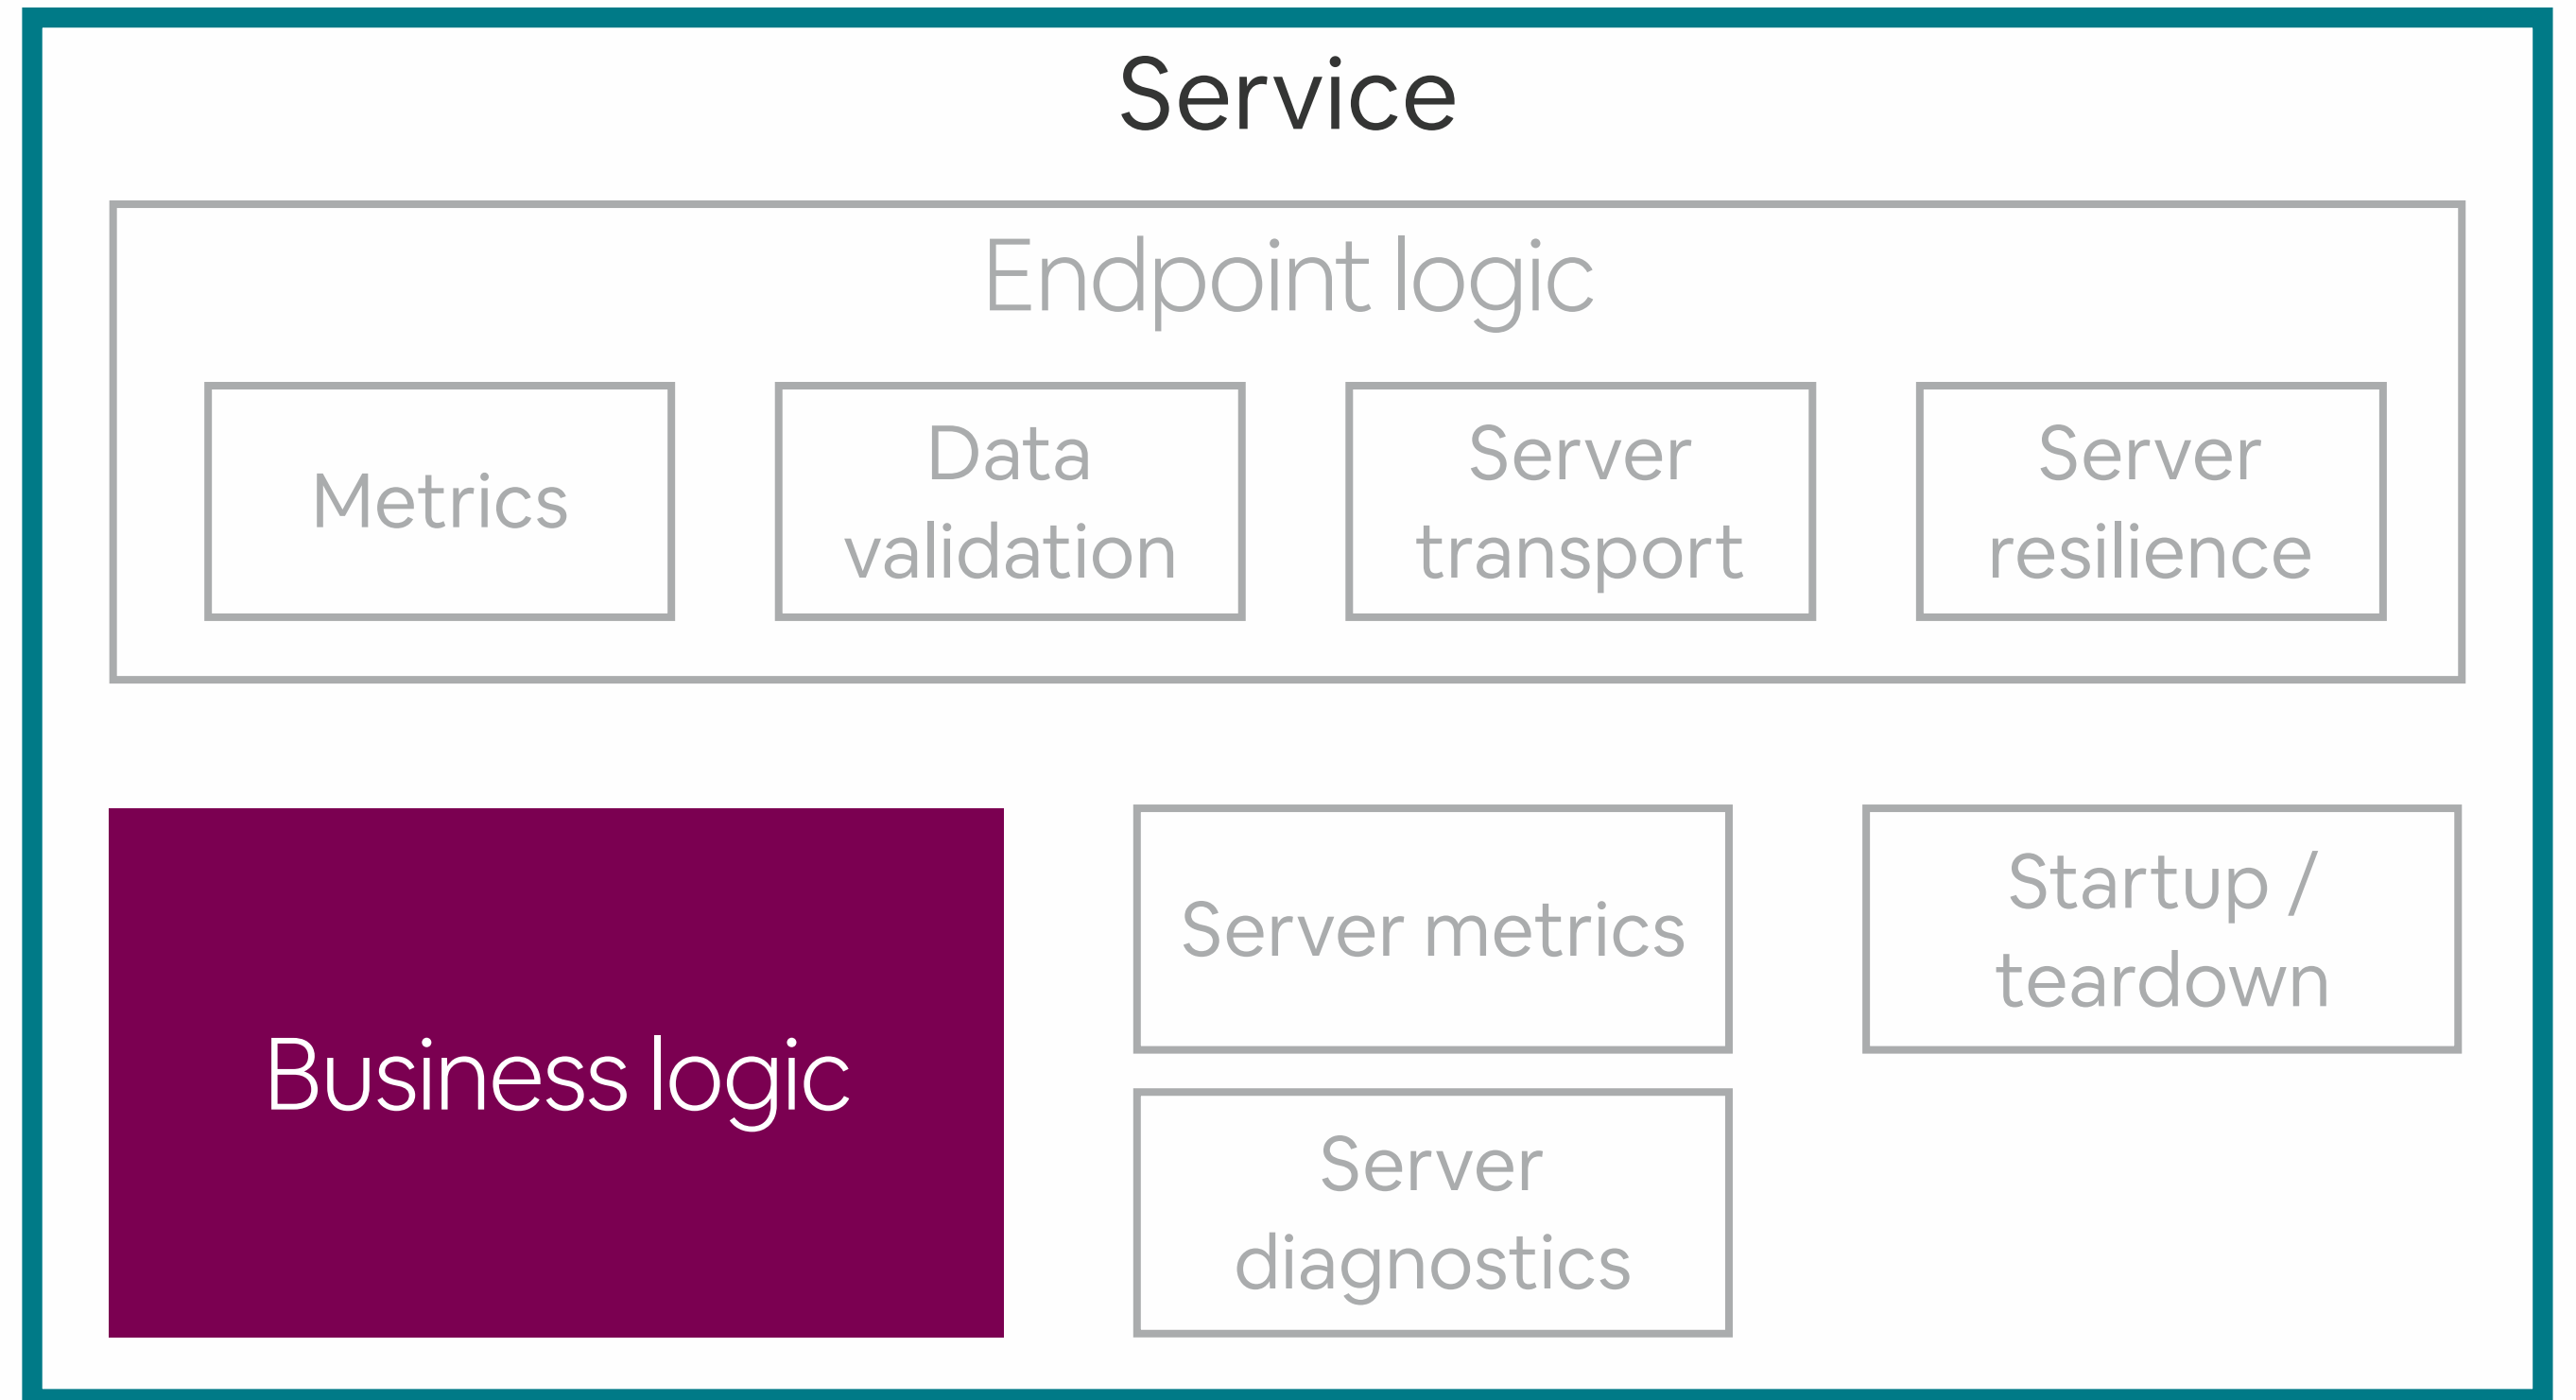 Service
Endpoint logic
Metrics
Data
validation
Server
transport
Server
resilience
Business logic
Server metrics
Startup /
teardown
Server
diagnostics